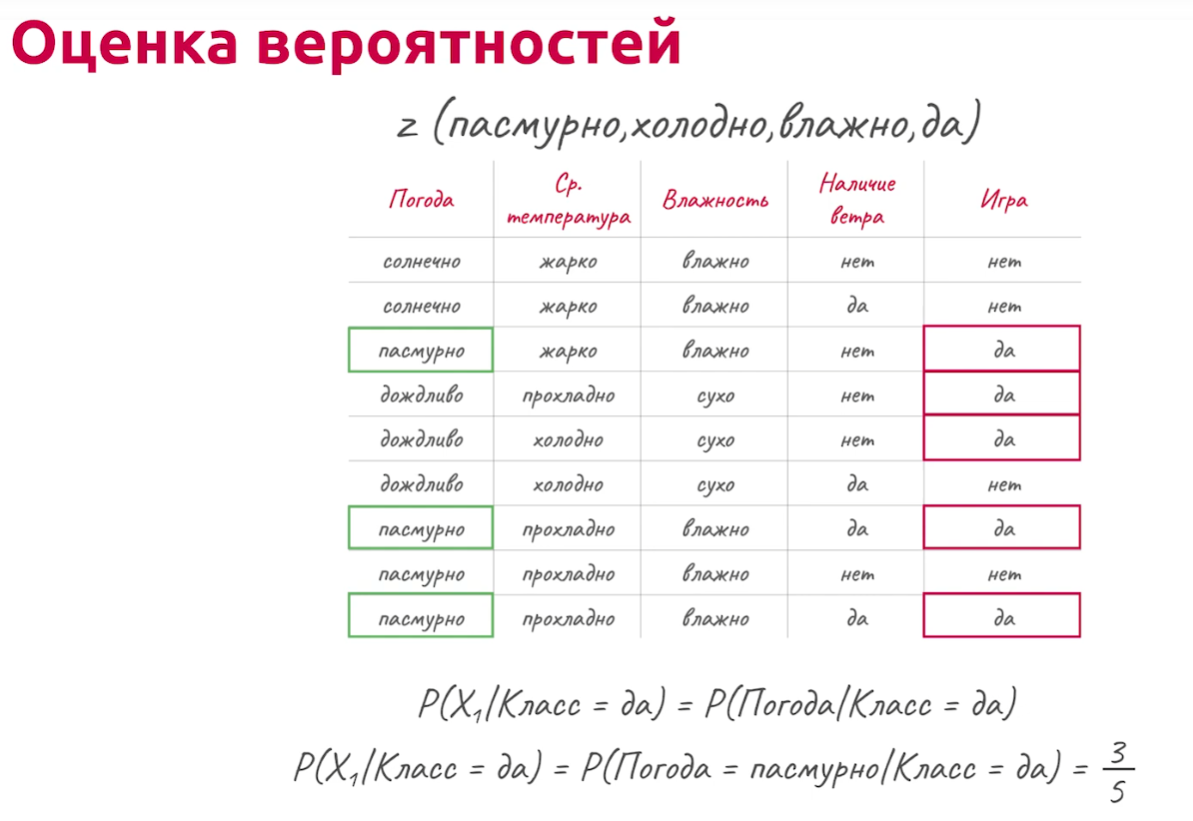 Оценка вероятностей
z (пасмурно,холодно,влажно,да)
Погода Ср. температура Влажность Наличие ветра Игра
солнечно жарко влажно нет нет
солнечно жарко влажно да нет
пасмурно жарко влажно нет да
дождливо прохладно сухо нет да
дождливо холодно сухо нет да
дождливо холодно сухо да нет
пасмурно прохладно влажно да да
пасмурно прохладно влажно нет нет
пасмурно прохладно влажно да да
P(X₁|Класс = да) = P(Погода|Класс = да)
P(X₁|Класс = да) = P(Погода = пасмурно|Класс = да) = 3/5